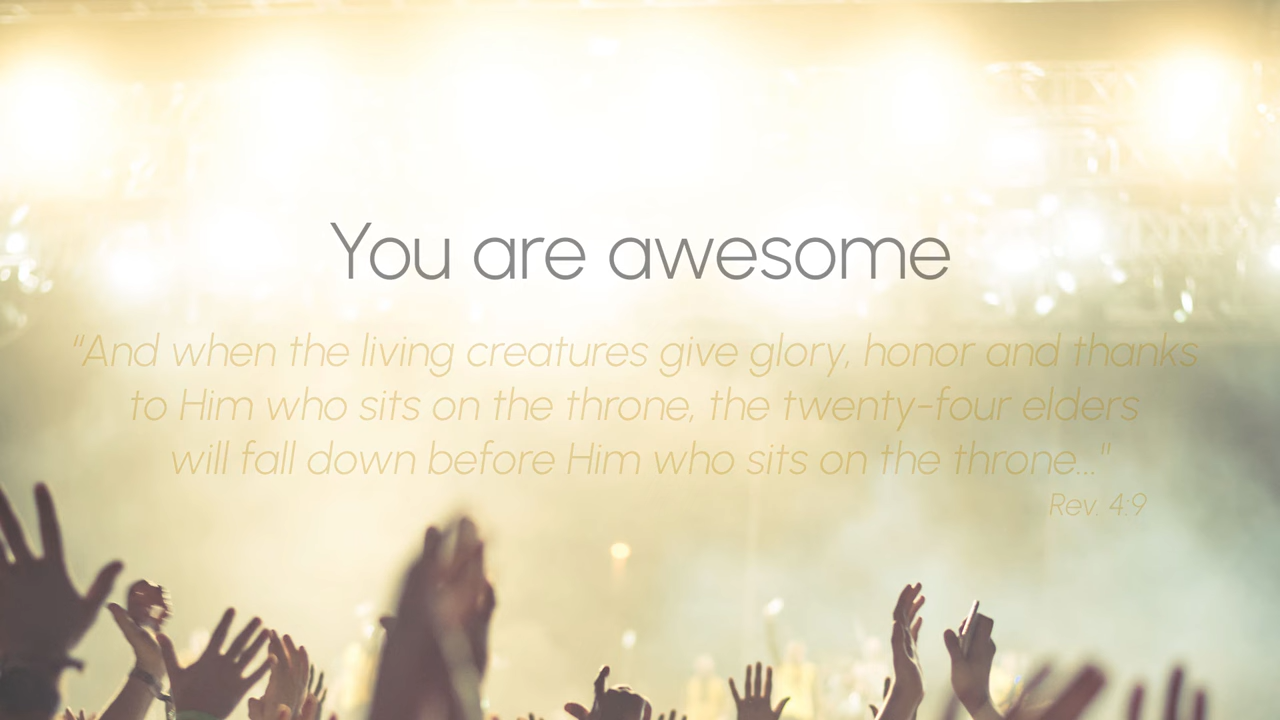 You are awesome
"And when the living creatures give glory, honor and thanks
to Him who sits on the throne, the twenty-four elders
will fall down before Him who sits on the throne..."
Rev. 4:9